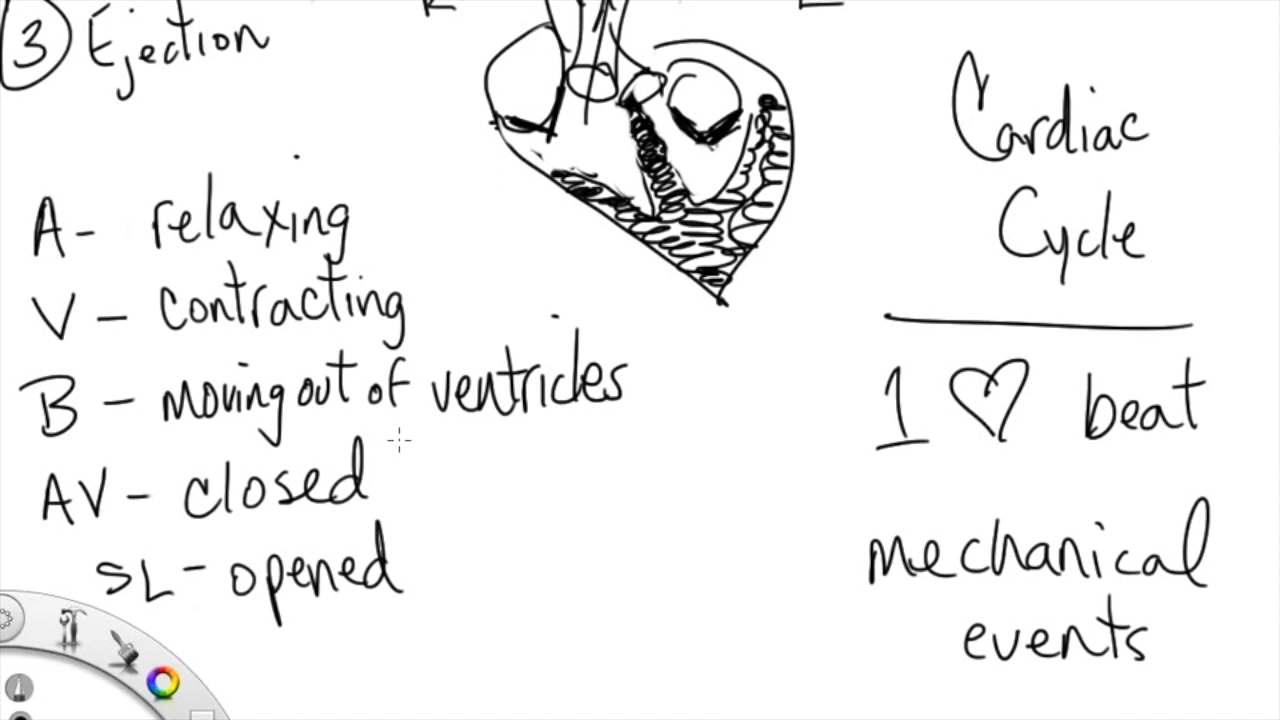 3 Ejection
A - relaxing
V - contracting
B - moving out of ventricles
AV - closed
SL - opened
Cardiac
Cycle
1 beat
mechanical
events